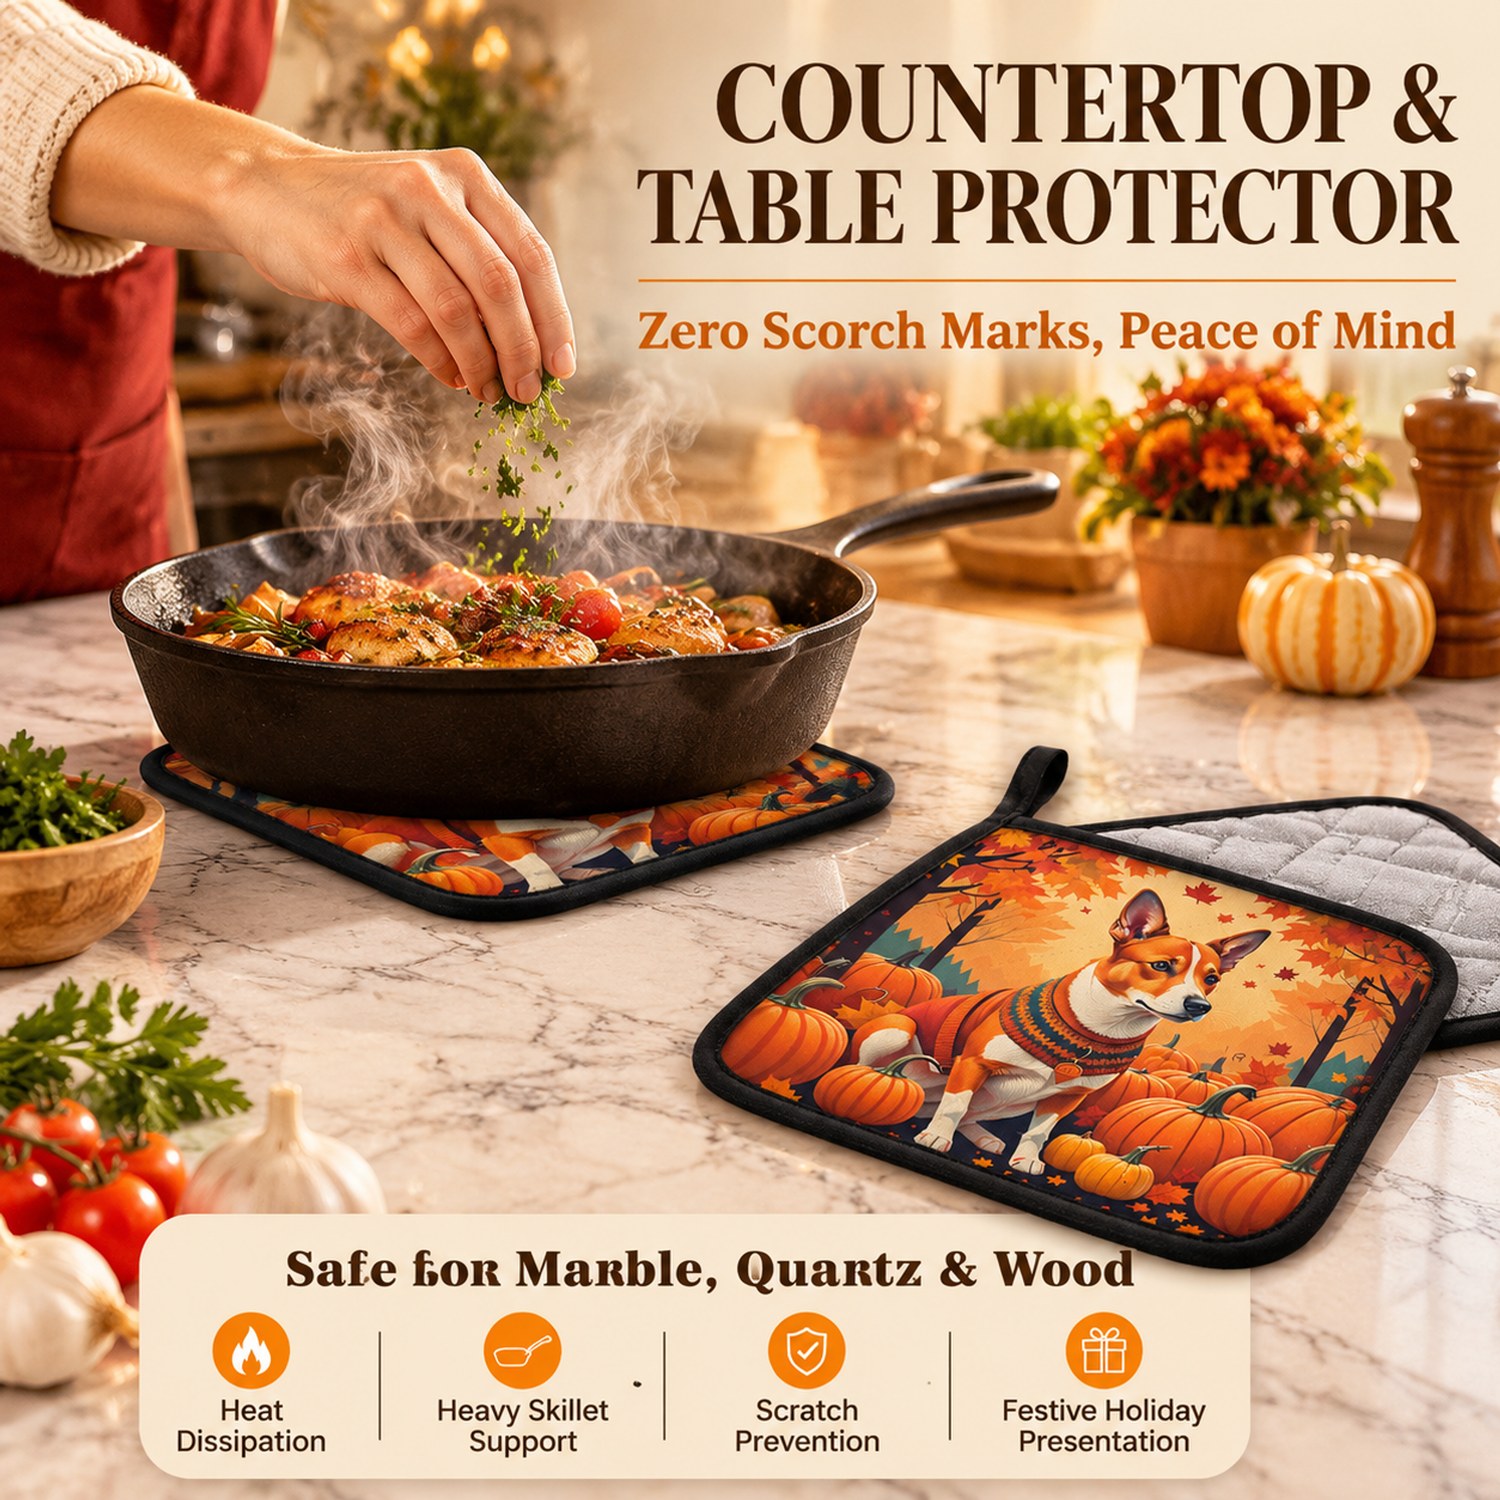 COUNTERTOP &
TABLE PROTECTOR
Zero Scorch Marks, Peace of Mind
Safe for Marble, Quartz & Wood
Heat
Dissipation
Heavy Skillet
Support
Scratch
Prevention
Festive Holiday
Presentation